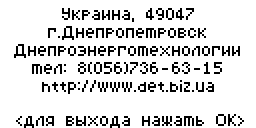 Украина, 49047
г.Днепропетровск
Днепроэнерготехнологии
тел: 8(056)736-63-15
http://www.det.biz.ua
<для выхода нажать OK>